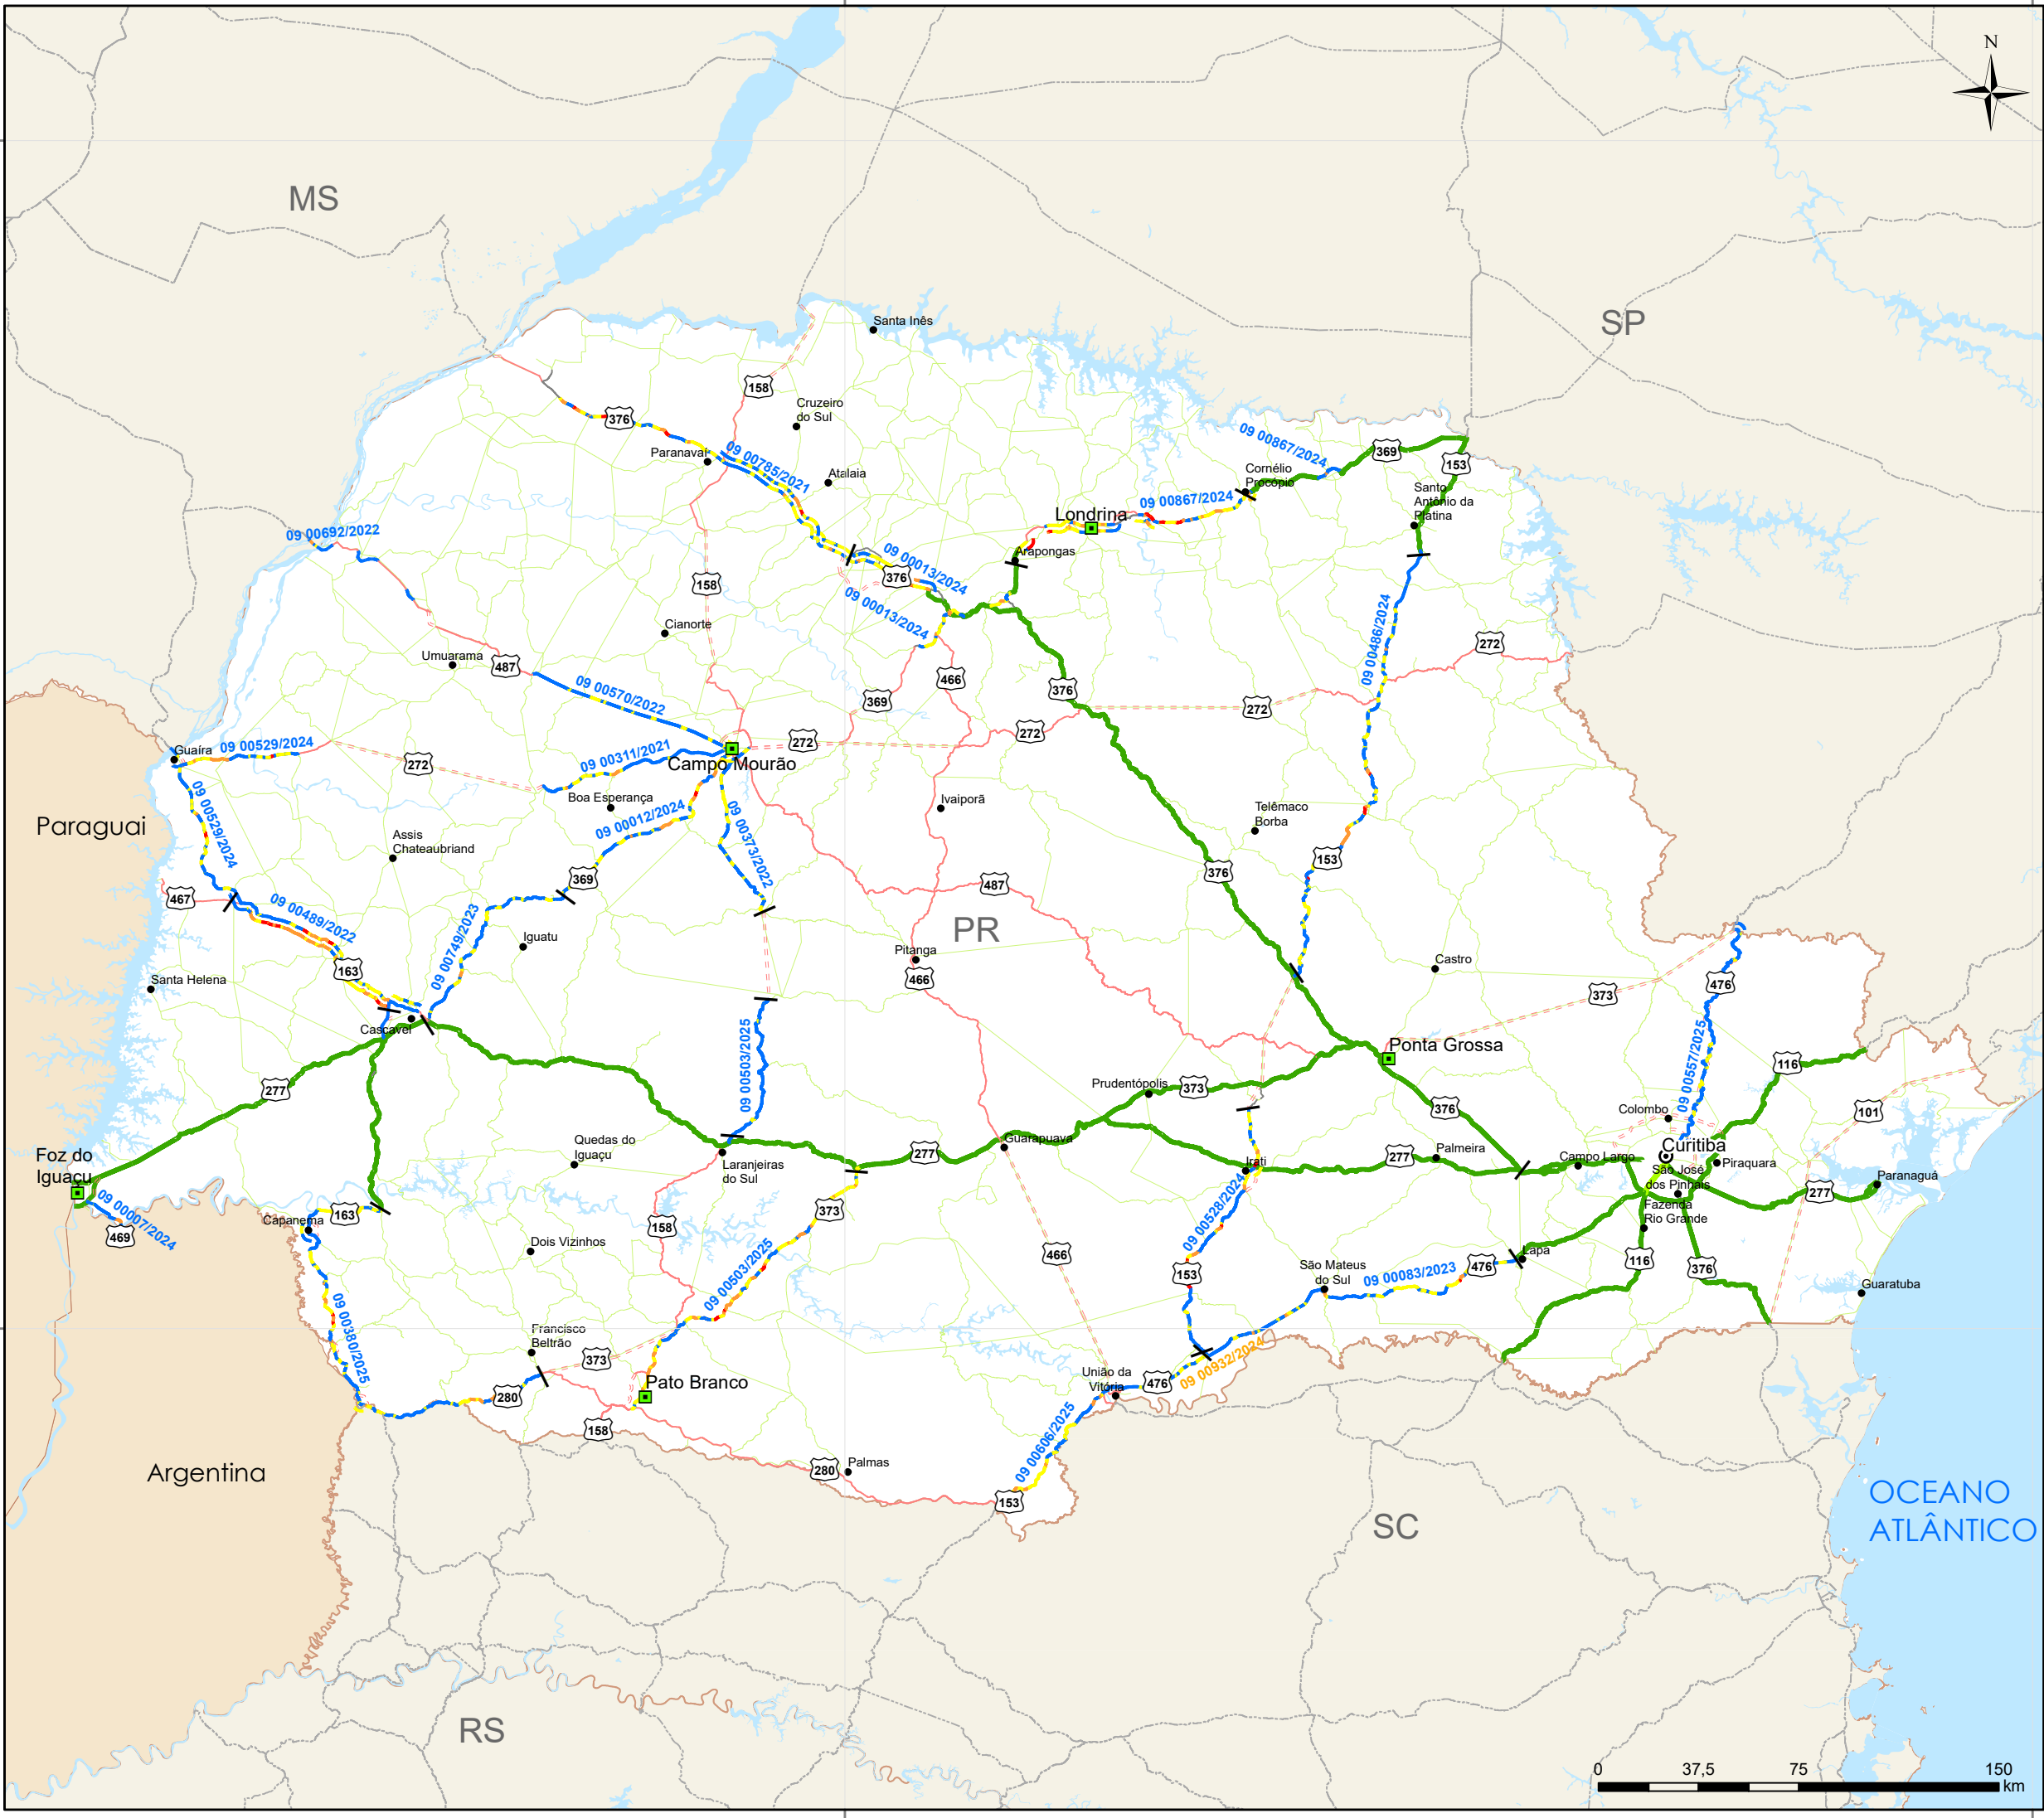 N
MS
SP
Santa Inês
158
Cruzeiro
do Sul
376
Paranavaí
09 00785/2021
Atalaia
09 00867/2024
369
153
Cornélio
Procópio
Santo
Antônio da
Platina
09 00867/2024
Londrina
09 00692/2022
Arapongas
09 00013/2024
376
158
09 00013/2024
09 00486/2024
Cianorte
Umuarama
487
272
466
376
09 00570/2022
369
272
272
272
Guaíra
09 00529/2024
272
09 00311/2021
Campo Mourão
Boa Esperança
09 00012/2024
09 00373/2022
Ivaiporã
Telêmaco
Borba
09 00529/2024
Paraguai
Assis
Chateaubriand
153
376
369
487
467
09 00489/2022
09 00749/2023
Iguatu
PR
Pitanga
466
Castro
163
Santa Helena
476
373
Cascavel
09 00503/2025
09 00557/2025
Ponta Grossa
277
116
Prudentópolis
373
376
Colombo
101
Guarapuava
Curitiba
Foz do
Iguaçu
Quedas do
Iguaçu
Laranjeiras
do Sul
277
Irati
277
Palmeira
Campo Largo
Piraquara
São José
dos Pinhais
277
Paranaguá
09 00007/2024
469
Capanema
163
373
Fazenda
Rio Grande
158
Dois Vizinhos
09 00503/2025
466
09 00528/2024
153
São Mateus
do Sul
09 00083/2023
476
Lapa
116
376
Guaratuba
09 00380/2025
Francisco
Beltrão
373
280
Pato Branco
158
União da
Vitória
476
09 00932/2024
09 00606/2025
280
Palmas
153
Argentina
SC
OCEANO
ATLÂNTICO
RS
0 37,5 75 150
km